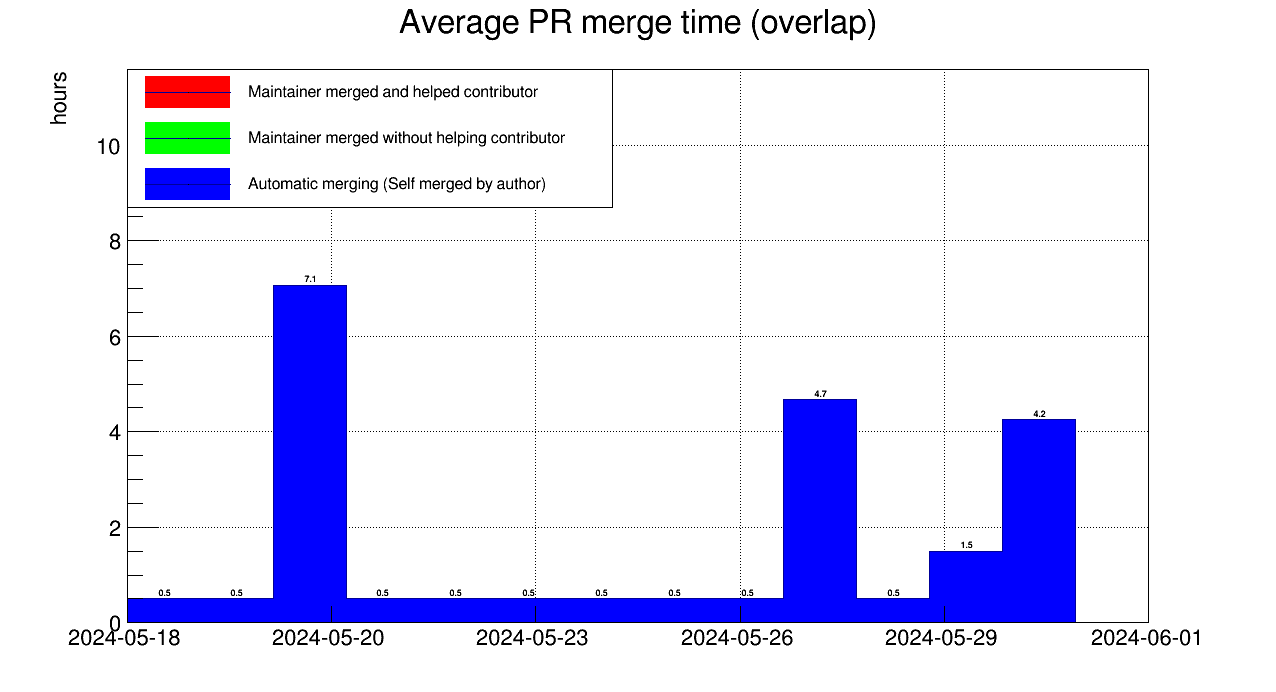 Average PR merge time (overlap)
hours
Maintainer merged and helped contributor
Maintainer merged without helping contributor
Automatic merging (Self merged by author)
10
8
6
4
2
0
7.1
4.7
4.2
1.5
0.5 0.5 0.5 0.5 0.5 0.5 0.5 0.5 0.5
2024-05-18 2024-05-20 2024-05-23 2024-05-26 2024-05-29 2024-06-01